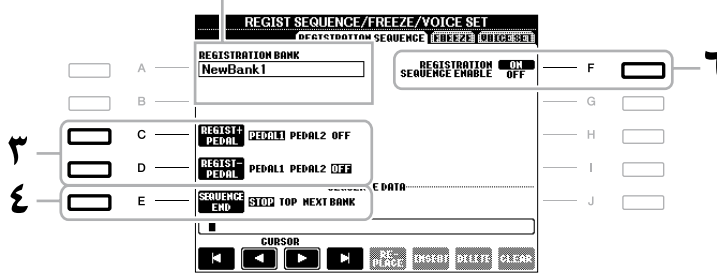 REGIST SEQUENCE/FREEZE/VOICE SET
REGISTRATION SEQUENCE FREEZE VOICE SET
REGISTRATION BANK
NewBank1
REGISTRATION SEQUENCE ENABLE ON OFF
A
B
C
D
E
F
G
H
I
J
٣
٤
٦
REGIST+ PEDAL PEDAL1 PEDAL2 OFF
REGIST- PEDAL PEDAL1 PEDAL2 OFF
SEQUENCE DATA
SEQUENCE END STOP TOP NEXT BANK
CURSOR
RE-PLACE INSERT DELETE CLEAR